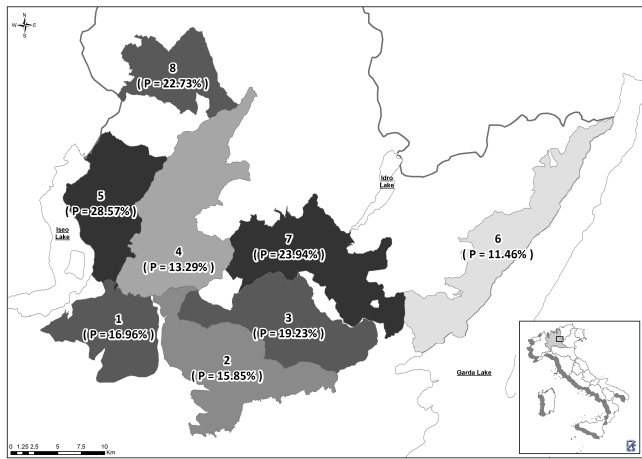 N
W E
S
8
( P = 22.73% )
5
( P = 28.57% )
Iseo
Lake
Idro
Lake
4
( P = 13.29% )
7
( P = 23.94% )
6
( P = 11.46% )
1
( P = 16.96% )
3
( P = 19.23% )
2
( P = 15.85% )
Garda Lake
0 1.25 2.5 5 7.5 10
Km